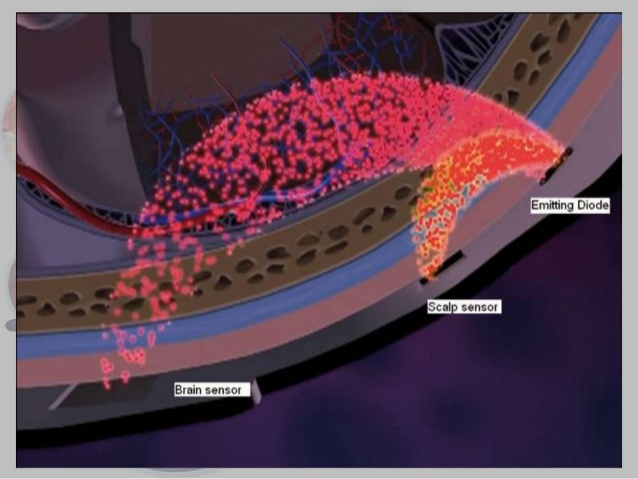 Emitting Diode
Scalp sensor
Brain sensor